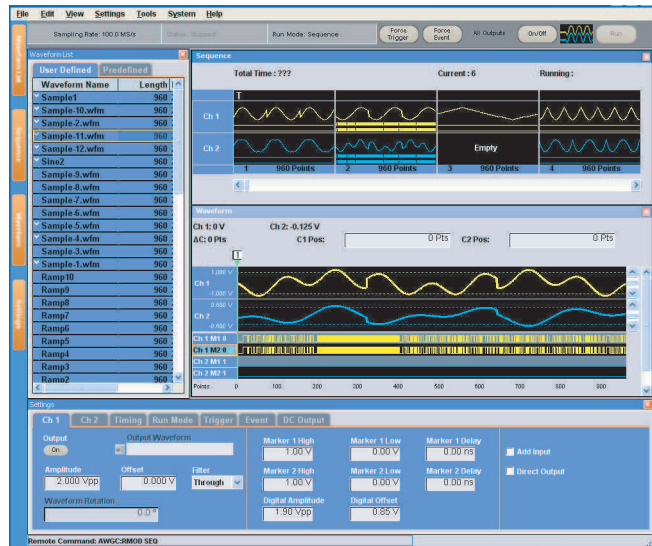 File Edit View Settings Tools System Help
Sampling Rate: 100.0 MS/s Status: Stopped Run Mode: Sequence Force Trigger Force Event All Outputs On/Off Run
Waveform List
Sequence
Waveform
Settings
Waveform List
User Defined Predefined
Waveform Name Length
Sample1 960
Sample-10.wfm 960
Sample-2.wfm 960
Sample-11.wfm 960
Sample-12.wfm 960
Sine2 960
Sample-9.wfm 960
Sample-8.wfm 960
Sample-7.wfm 960
Sample-6.wfm 960
Sample-5.wfm 960
Sample-4.wfm 960
Sample-3.wfm 960
Sample-1.wfm 960
Ramp10 960
Ramp9 960
Ramp8 960
Ramp7 960
Ramp6 960
Ramp5 960
Ramp4 960
Ramp3 960
Ramp2 960
Sequence
Total Time : ??? Current : 6 Running :
T
Ch 1
Ch 2 Empty
1 960 Points 2 960 Points 3 960 Points 4 960 Points
Waveform
Ch 1: 0 V Ch 2: -0.125 V
ΔC: 0 Pts C1 Pos: 0 Pts C2 Pos:
T
1.000 V
Ch 1
-1.000 V
Ch 2
Ch 1 M1 0
Ch 1 M2 0
Ch 2 M1 1
Ch 2 M2 1
Points 0 100 200 300 400 500 600 700 800 900
Settings
Ch 1 Ch 2 Timing Run Mode Trigger Event DC Output
Output Output Waveform Marker 1 High Marker 1 Low Marker 1 Delay
On 1.00 V 0.00 V 0.00 ns Add Input
Amplitude Offset Filter Marker 2 High Marker 2 Low Marker 2 Delay Direct Output
2.000 Vpp 0.000 V Through 1.00 V 0.00 V 0.00 ns
Waveform Rotation Digital Amplitude Digital Offset
0.0 ° 1.90 Vpp 0.85 V
Remote Command: AWGC:RMOD SEQ